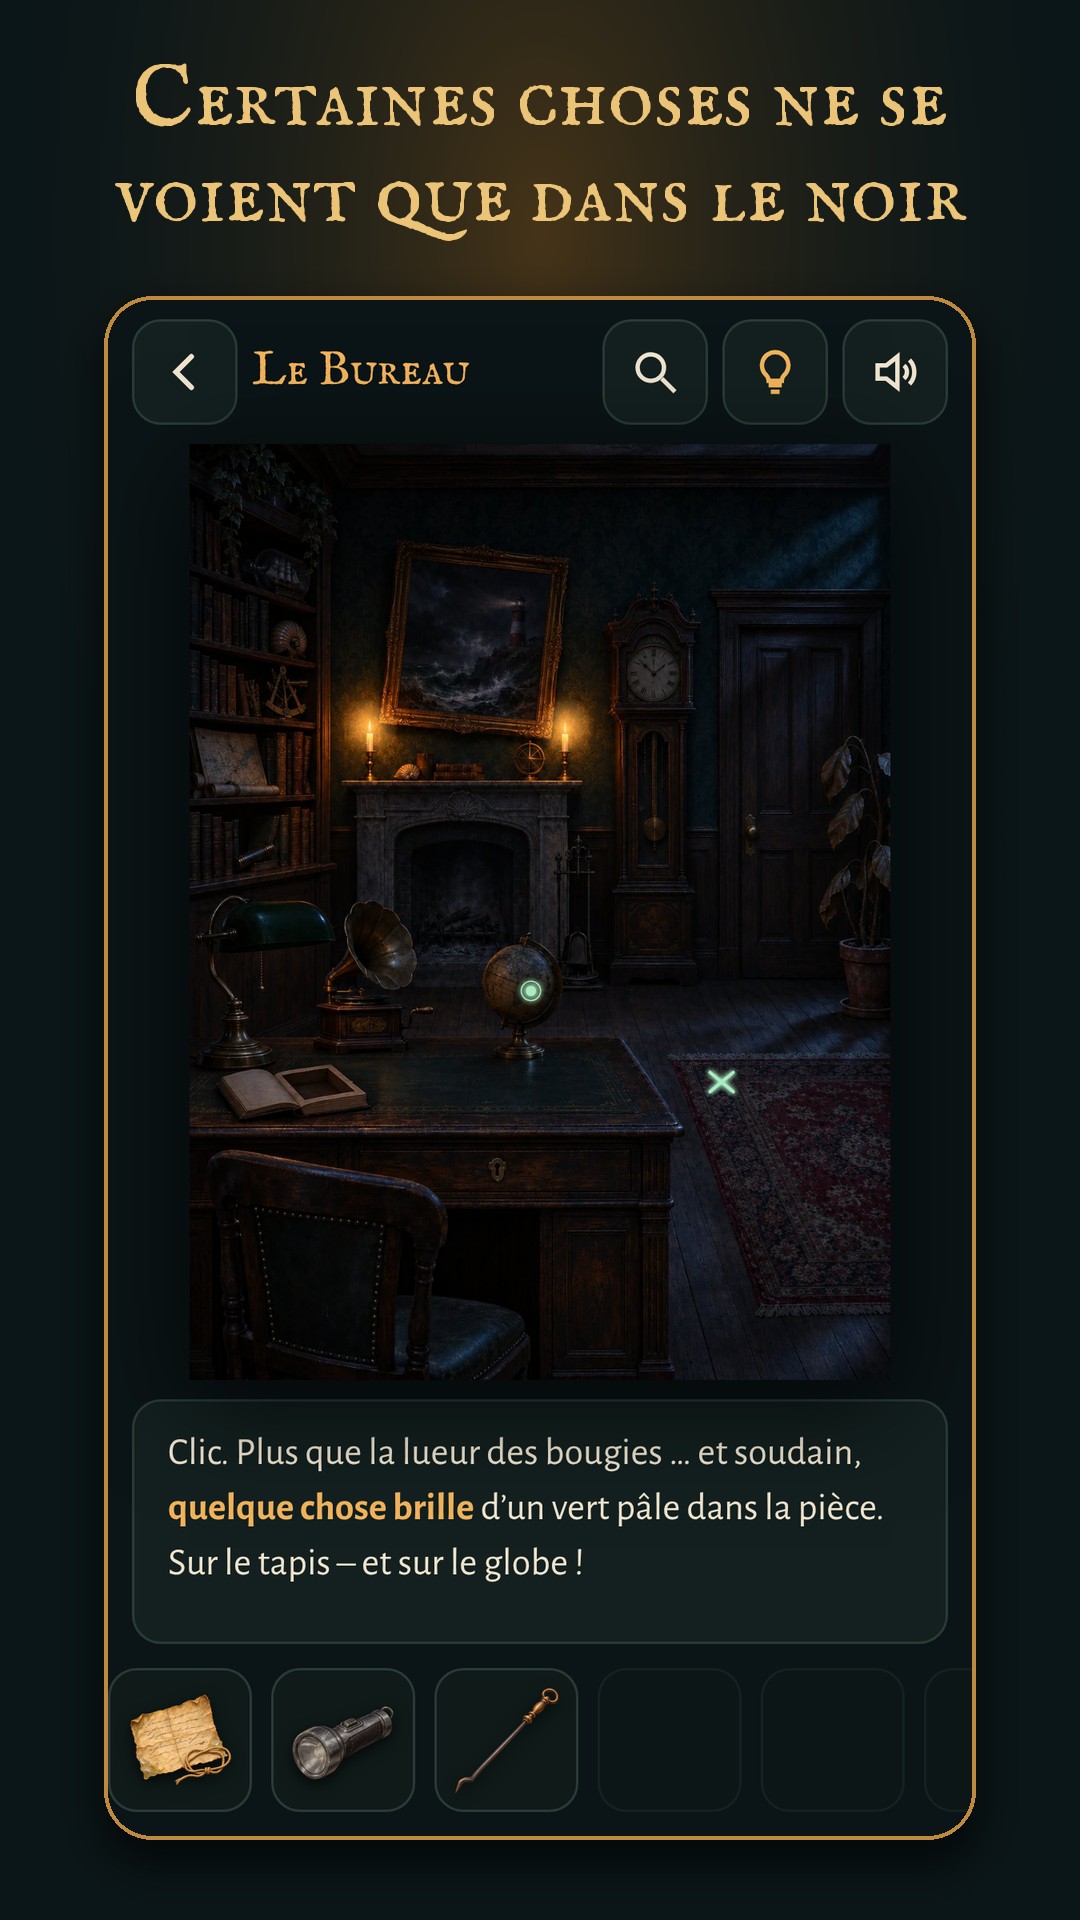 Certaines choses ne se
voient que dans le noir
Le Bureau
Clic. Plus que la lueur des bougies ... et soudain,
quelque chose brille d’un vert pâle dans la pièce.
Sur le tapis – et sur le globe !